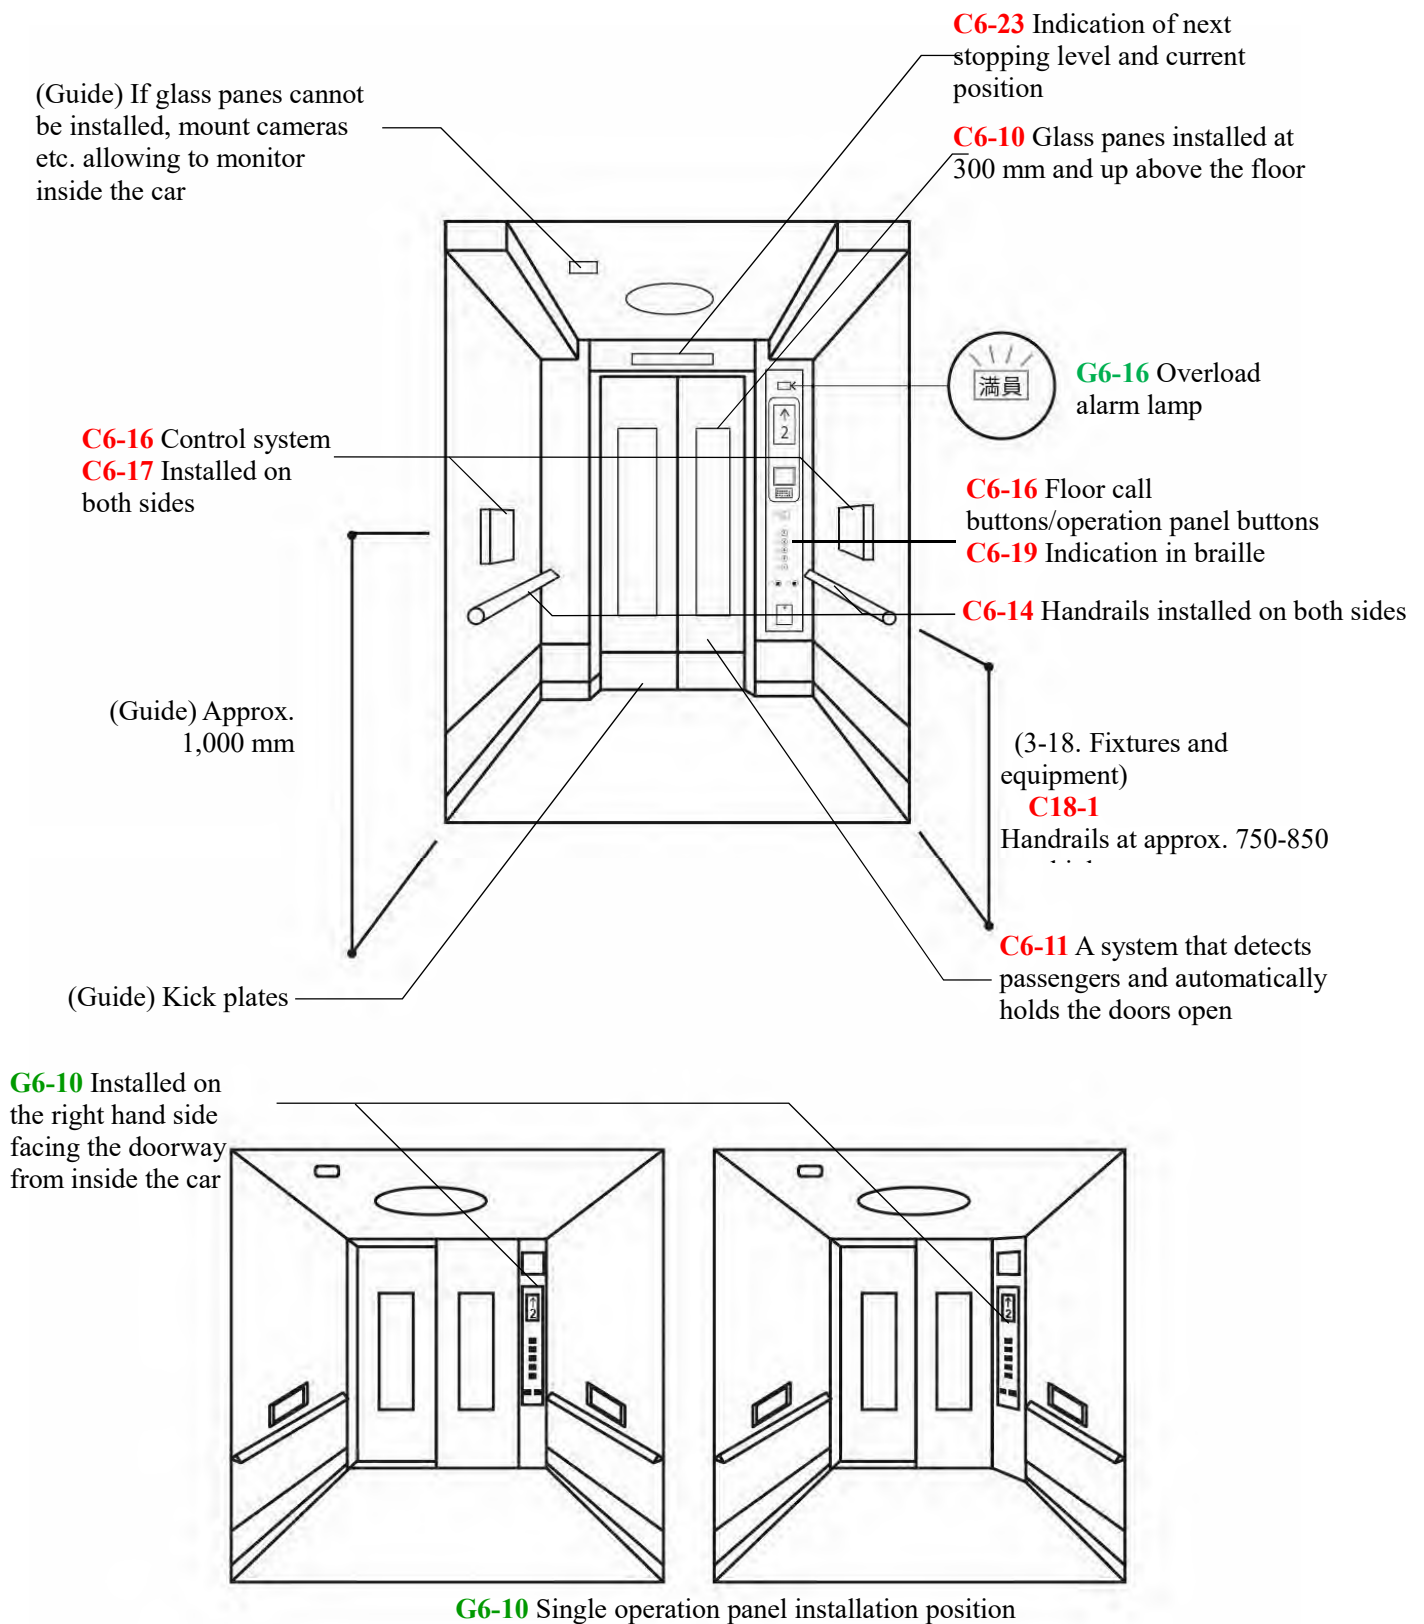 C6-23 Indication of next
stopping level and current
position
(Guide) If glass panes cannot
be installed, mount cameras
etc. allowing to monitor
inside the car
C6-10 Glass panes installed at
300 mm and up above the floor
満員
G6-16 Overload
alarm lamp
↑
2
C6-16 Control system
C6-17 Installed on
both sides
C6-16 Floor call
buttons/operation panel buttons
C6-19 Indication in braille
C6-14 Handrails installed on both sides
(Guide) Approx.
1,000 mm
(3-18. Fixtures and
equipment)
C18-1
Handrails at approx. 750-850
C6-11 A system that detects
passengers and automatically
holds the doors open
(Guide) Kick plates
G6-10 Installed on
the right hand side
facing the doorway
from inside the car
↑
2
↑
2
G6-10 Single operation panel installation position